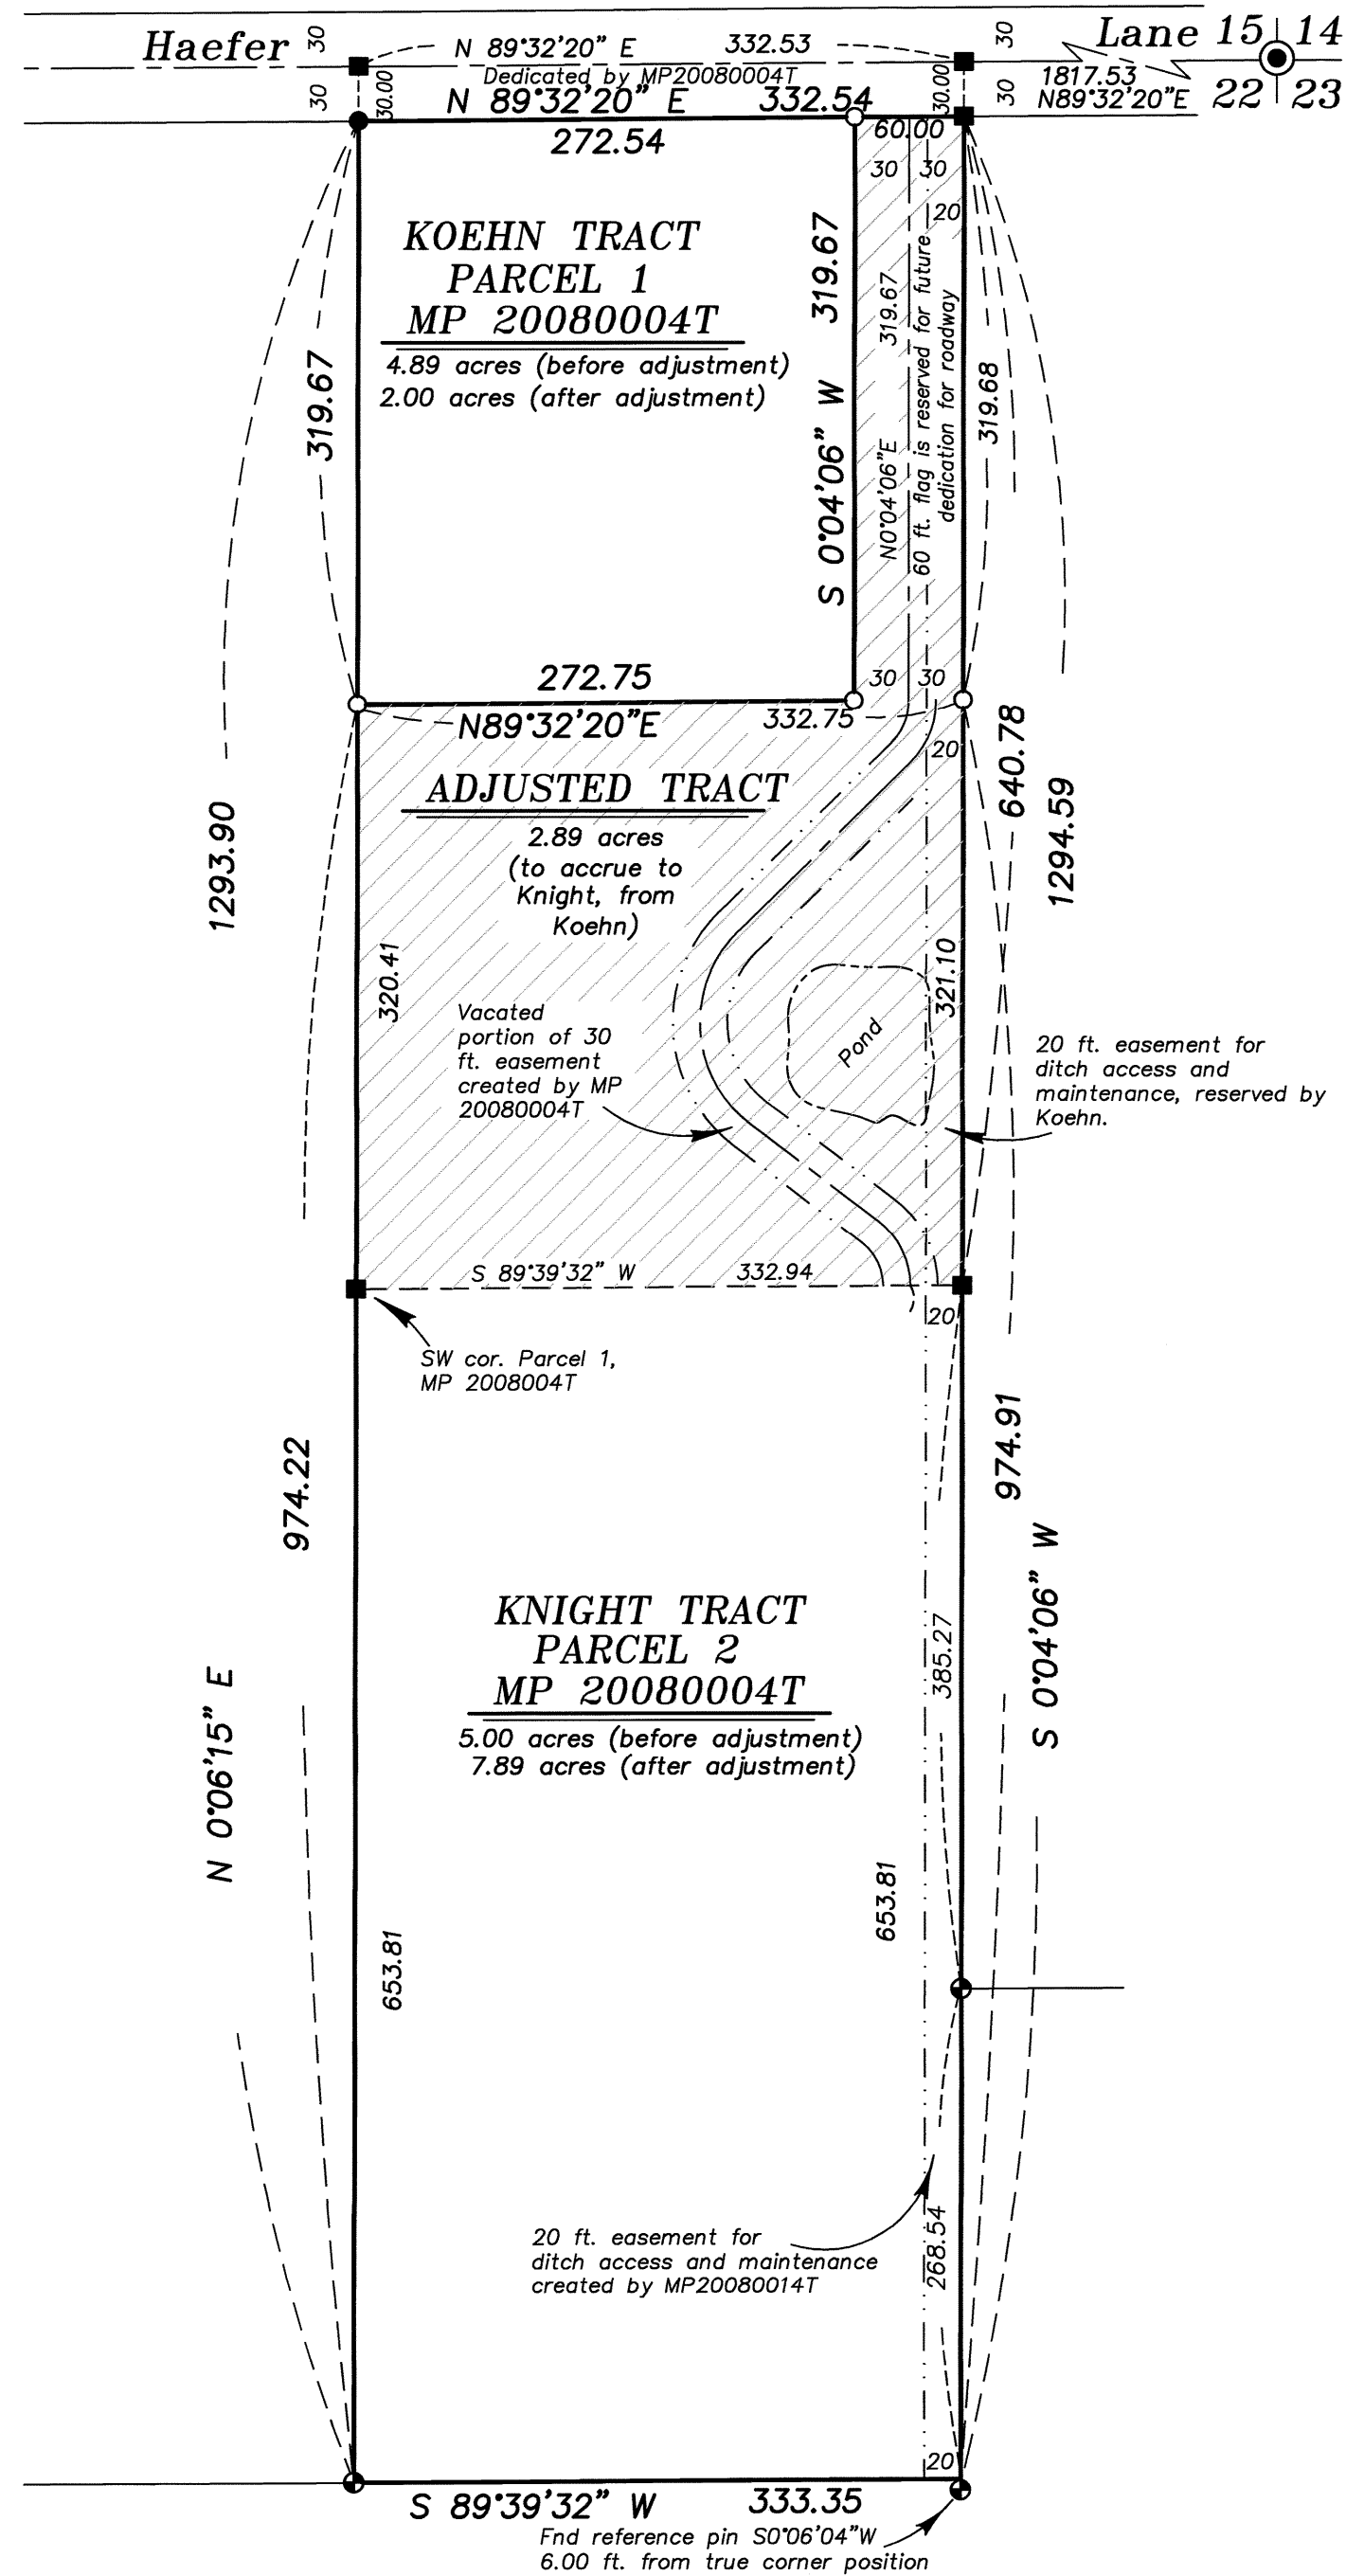 Haefer
30
N 89°32'20" E 332.53
30
Lane 15 14
22 23
1817.53
N89°32'20"E
30
30.00
Dedicated by MP20080004T
30.00
30
N 89°32'20" E 332.54
272.54
60.00
30 30
20
KOEHN TRACT
PARCEL 1
MP 20080004T
4.89 acres (before adjustment)
2.00 acres (after adjustment)
319.67
S 0°04'06" W 319.67
N0°04'06"E 319.67
60 ft. flag is reserved for future
dedication for roadway
319.68
272.75
30 30
N89°32'20"E 332.75
20
640.78
1293.90
1294.59
ADJUSTED TRACT
2.89 acres
(to accrue to
Knight, from
Koehn)
320.41
321.10
Vacated
portion of 30
ft. easement
created by MP
20080004T
Pond
20 ft. easement for
ditch access and
maintenance, reserved by
Koehn.
S 89°39'32" W 332.94
20
SW cor. Parcel 1,
MP 2008004T
974.22
974.91
N 0°06'15" E
S 0°04'06" W
KNIGHT TRACT
PARCEL 2
MP 20080004T
5.00 acres (before adjustment)
7.89 acres (after adjustment)
385.27
653.81
653.81
268.54
20 ft. easement for
ditch access and maintenance
created by MP20080014T
20
S 89°39'32" W 333.35
Fnd reference pin S0°06'04"W
6.00 ft. from true corner position